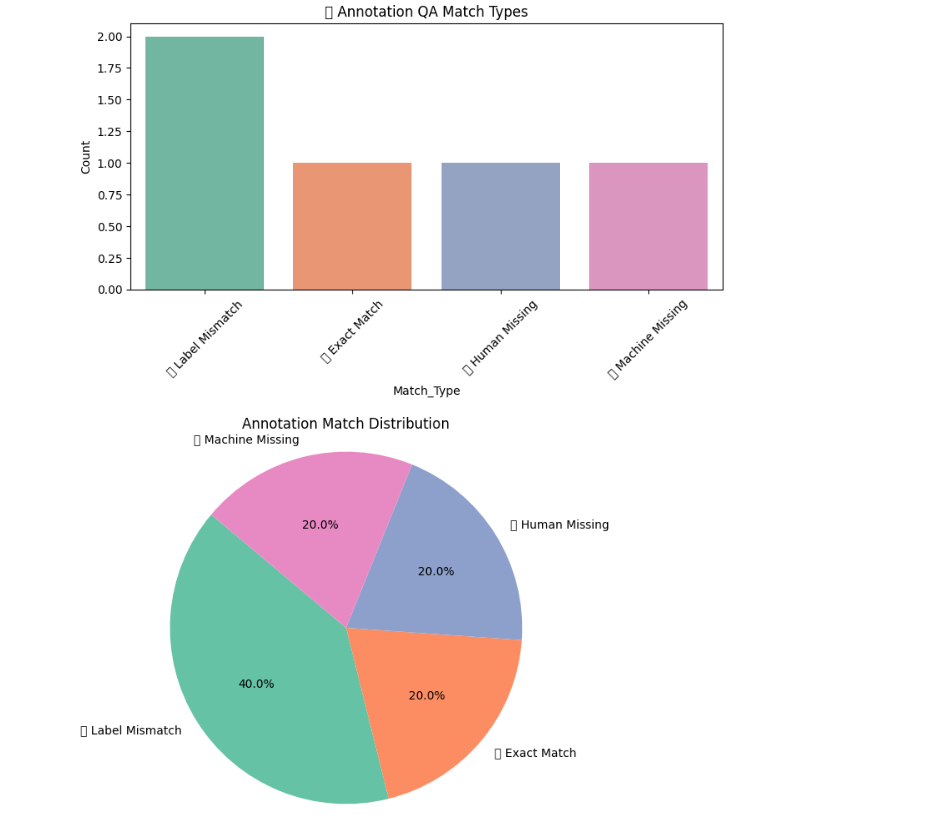 ▯ Annotation QA Match Types
2.00
1.75
1.50
1.25
1.00
0.75
0.50
0.25
0.00
Count
▯ Label Mismatch
▯ Exact Match
▯ Human Missing
▯ Machine Missing
Match_Type
Annotation Match Distribution
▯ Machine Missing
20.0%
▯ Human Missing
20.0%
40.0%
20.0%
▯ Label Mismatch
▯ Exact Match